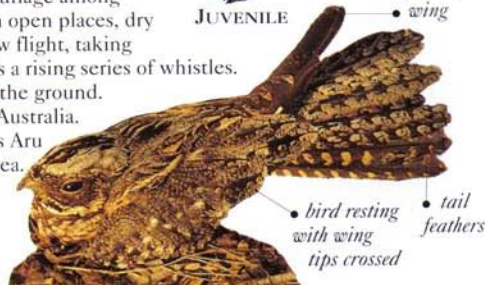 among
n open places, dry
w flight, taking
s a rising series of whistles.
the ground.
Australia.
s Aru
ea.
JUVENILE
wing
bird resting
with wing
tips crossed
tail
feathers